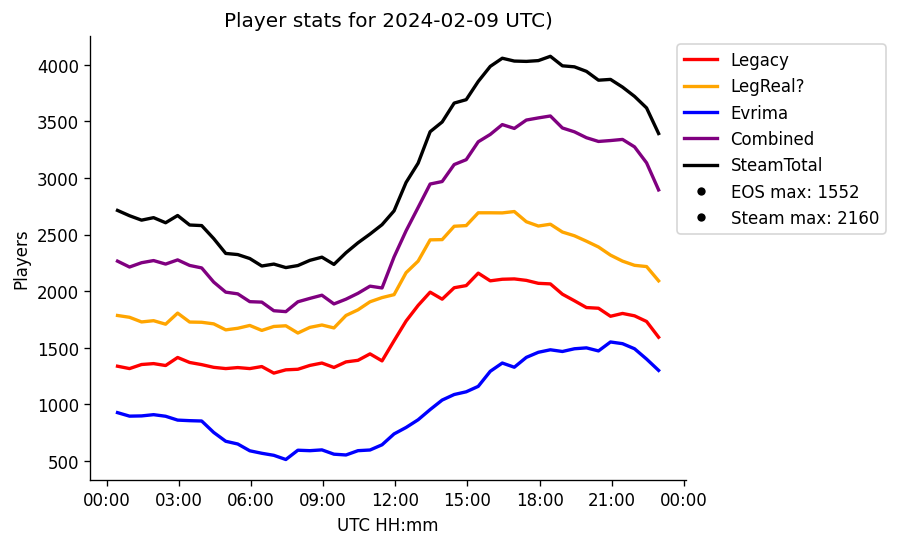 Player stats for 2024-02-09 UTC)
Players
4000
3500
3000
2500
2000
1500
1000
500
00:00 03:00 06:00 09:00 12:00 15:00 18:00 21:00 00:00
UTC HH:mm
Legacy
LegReal?
Evrima
Combined
SteamTotal
EOS max: 1552
Steam max: 2160